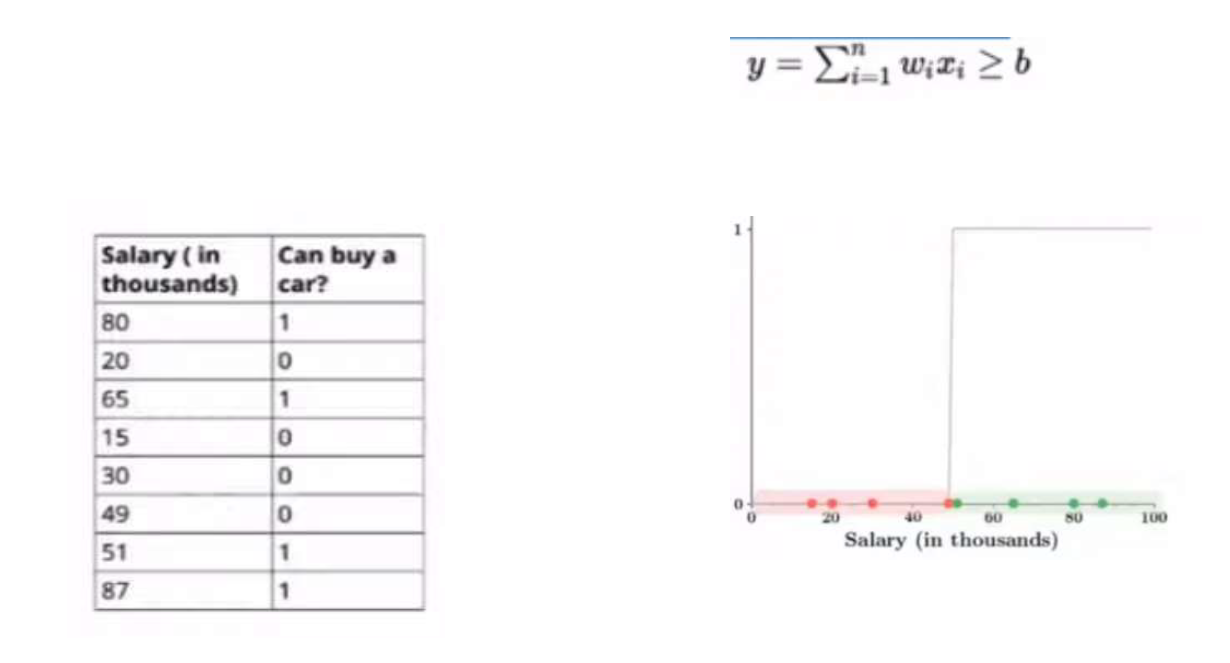 y = ∑ⁿᵢ₌₁ wᵢxᵢ ≥ b
Salary ( in thousands) Can buy a car?
80 1
20 0
65 1
15 0
30 0
49 0
51 1
87 1
1
0
0 20 40 60 80 100
Salary (in thousands)